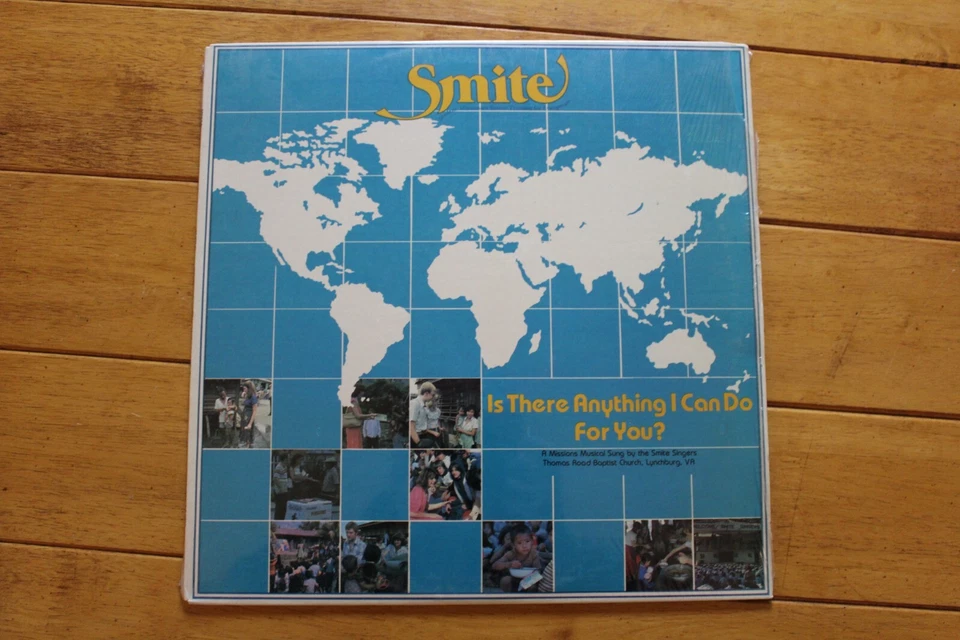 Smite
Is There Anything I Can Do
For You?
A Missions Musical Sung by the Smite Singers
Thomas Road Baptist Church, Lynchburg, VA